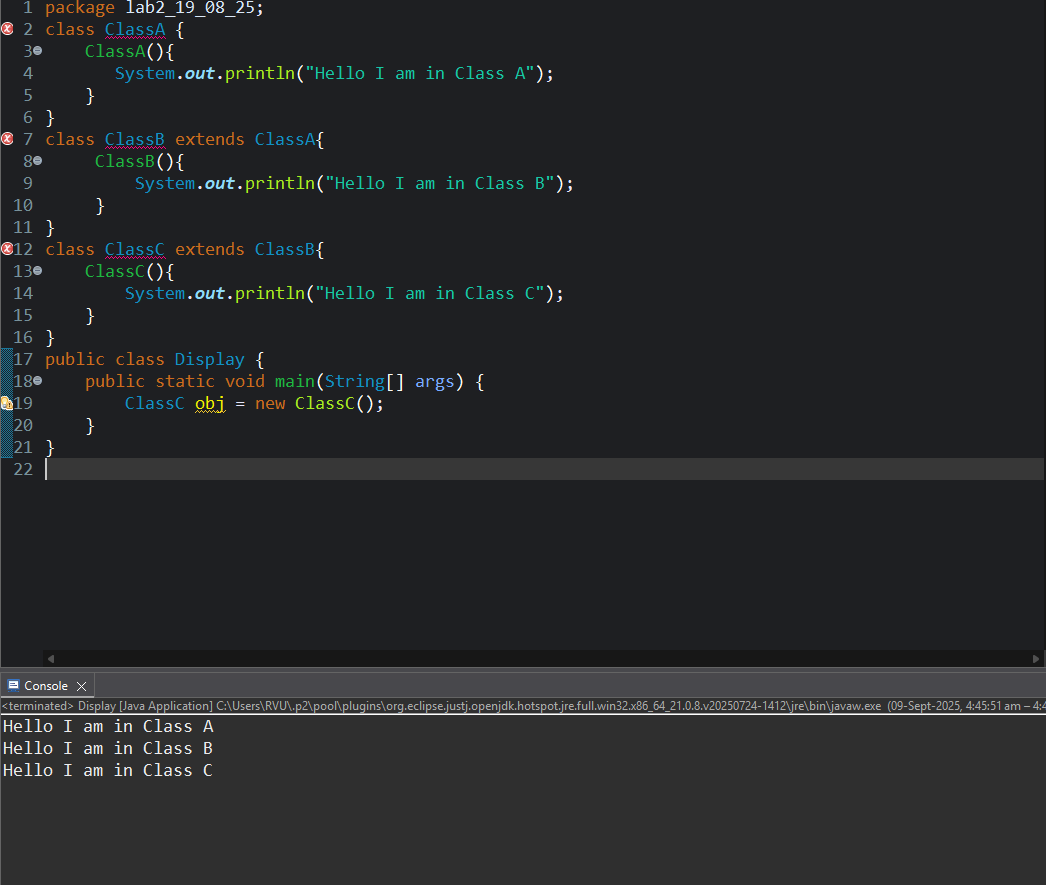 1 package lab2_19_08_25;
2 class ClassA {
3 ClassA(){
4 System.out.println("Hello I am in Class A");
5 }
6 }
7 class ClassB extends ClassA{
8 ClassB(){
9 System.out.println("Hello I am in Class B");
10 }
11 }
12 class ClassC extends ClassB{
13 ClassC(){
14 System.out.println("Hello I am in Class C");
15 }
16 }
17 public class Display {
18 public static void main(String[] args) {
19 ClassC obj = new ClassC();
20 }
21 }
22
Console
<terminated> Display [Java Application] C:\Users\RVU\.p2\pool\plugins\org.eclipse.justj.openjdk.hotspot.jre.full.win32.x86_64_21.0.8.v20250724-1412\jre\bin\javaw.exe (09-Sept-2025, 4:45:51 am – 4:4
Hello I am in Class A
Hello I am in Class B
Hello I am in Class C